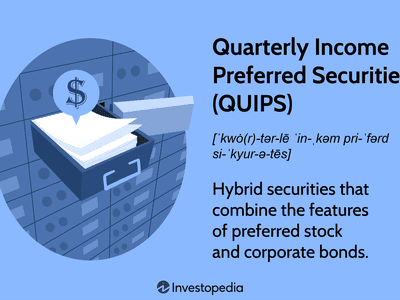 $
Quarterly Income
Preferred Securitie
(QUIPS)
[ˈkwȯ(r)-tər-lē ˈin-ˌkəm pri-ˈfərd
si-ˈkyur-ə-tēs]
Hybrid securities that
combine the features
of preferred stock
and corporate bonds.
Investopedia